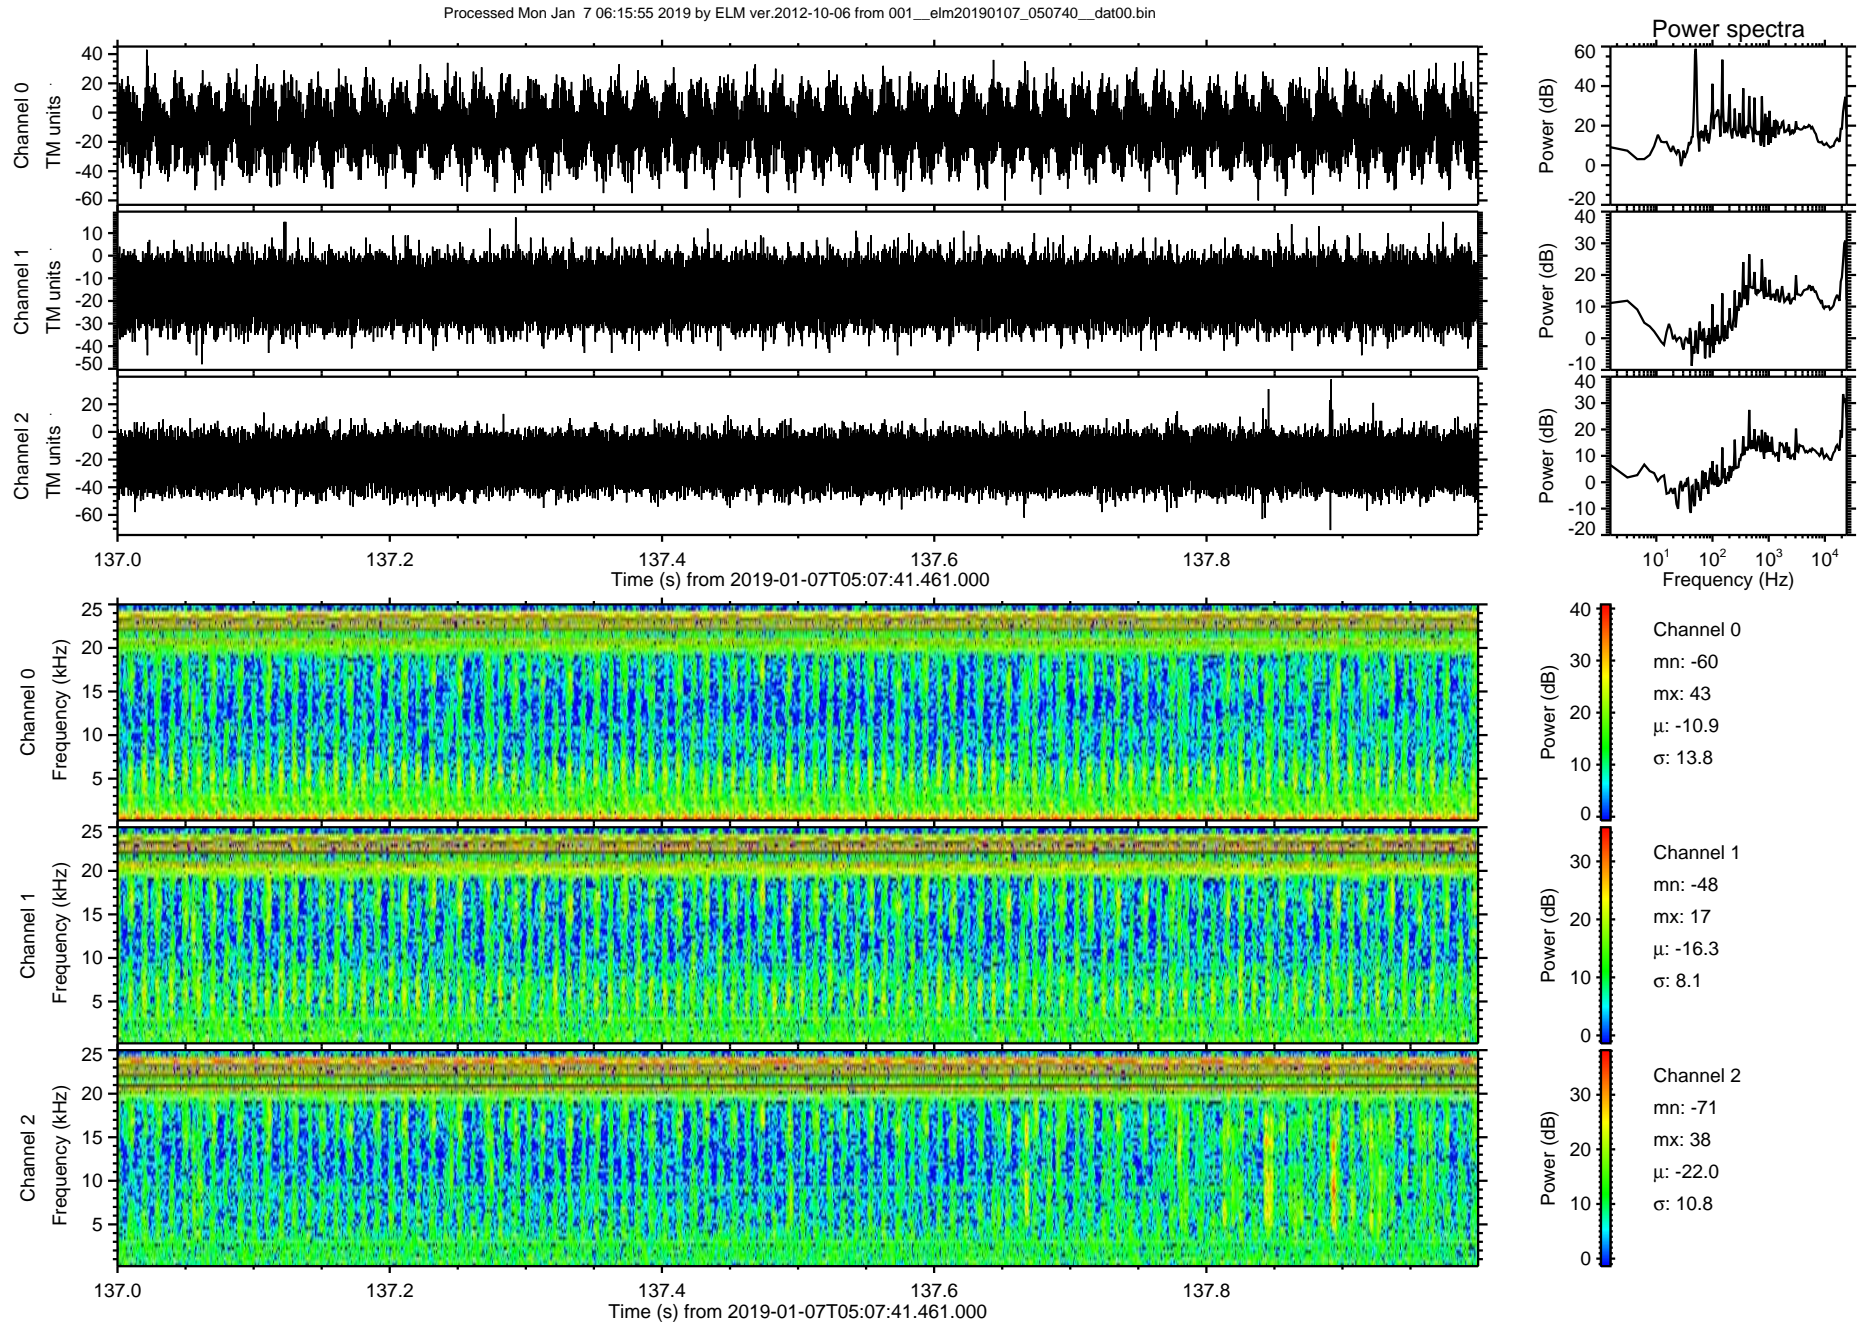 Processed Mon Jan  7 06:15:55 2019 by ELM ver.2012-10-06 from 001__elm20190107_050740__dat00.bin
Power spectra
Channel 0
TM units
40
20
0
-20
-40
-60
Power (dB)
60
40
20
0
-20
Channel 1
TM units
10
0
-10
-20
-30
-40
-50
Power (dB)
40
30
20
10
0
-10
Channel 2
TM units
20
0
-20
-40
-60
Power (dB)
40
30
20
10
0
-10
-20
137.0 137.2 137.4 137.6 137.8
Time (s) from 2019-01-07T05:07:41.461.000
10^1 10^2 10^3 10^4
Frequency (Hz)
Channel 0
Frequency (kHz)
25
20
15
10
5
Power (dB)
40
30
20
10
0
Channel 0
mn: -60
mx: 43
μ: -10.9
σ: 13.8
Channel 1
Frequency (kHz)
25
20
15
10
5
Power (dB)
30
20
10
0
Channel 1
mn: -48
mx: 17
μ: -16.3
σ: 8.1
Channel 2
Frequency (kHz)
25
20
15
10
5
Power (dB)
30
20
10
0
Channel 2
mn: -71
mx: 38
μ: -22.0
σ: 10.8
137.0 137.2 137.4 137.6 137.8
Time (s) from 2019-01-07T05:07:41.461.000